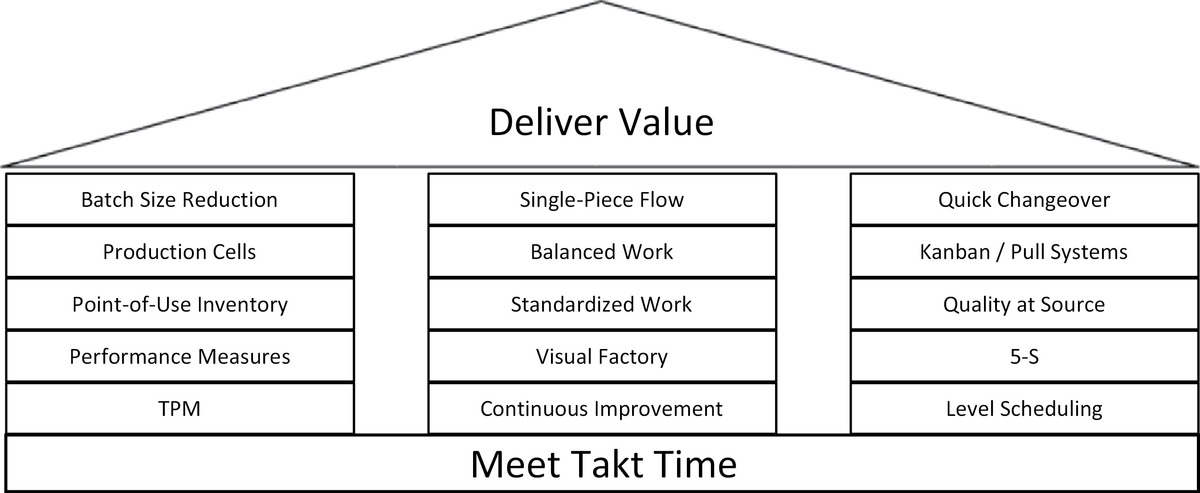 Deliver Value
Batch Size Reduction
Production Cells
Point-of-Use Inventory
Performance Measures
TPM
Single-Piece Flow
Balanced Work
Standardized Work
Visual Factory
Continuous Improvement
Quick Changeover
Kanban / Pull Systems
Quality at Source
5-S
Level Scheduling
Meet Takt Time